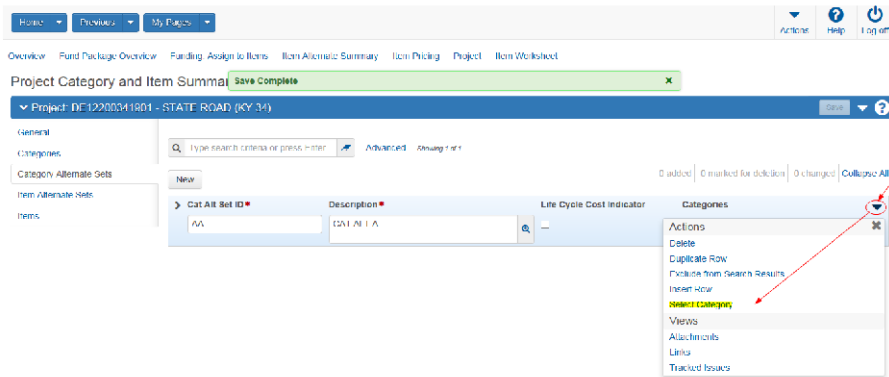 Home Previous My Pages Actions Help Log off
Overview Fund Package Overview Funding: Assign to Items Item Alternate Summary Item Pricing Project Item Worksheet
Project Category and Item Summa Save Complete
Project: DE12200341901 - STATE ROAD (KY 34) Save
General
Categories
Category Alternate Sets
Item Alternate Sets
Items
Type search criteria or press Enter Advanced Showing 1 of 1
New 0 added 0 marked for deletion 0 changed Collapse All
Cat Alt Set ID* Description* Life Cycle Cost Indicator Categories
AA CAT ALT A
Actions
Delete
Duplicate Row
Exclude from Search Results
Insert Row
Select Category
Views
Attachments
Links
Tracked Issues